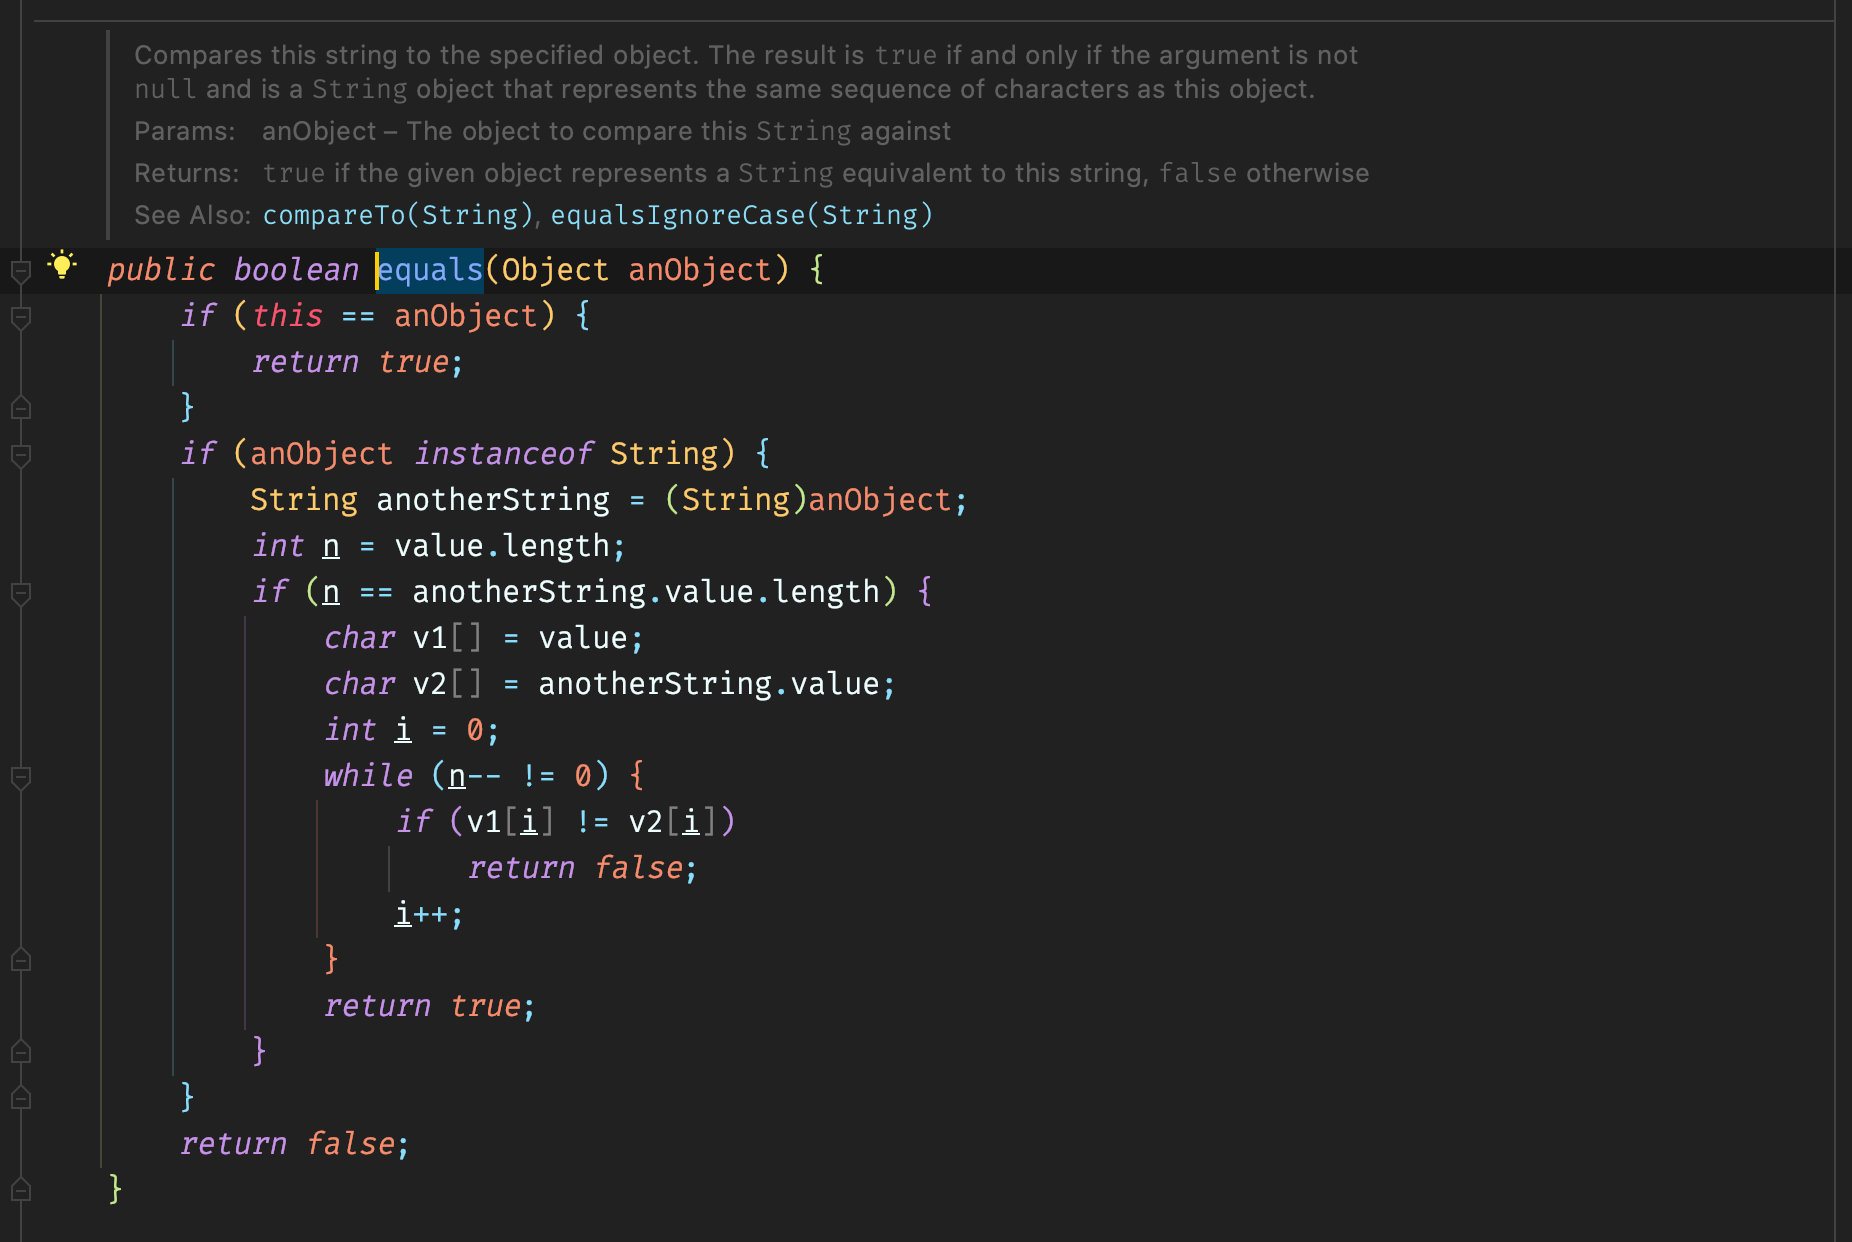 Compares this string to the specified object. The result is true if and only if the argument is not
null and is a String object that represents the same sequence of characters as this object.
Params: anObject – The object to compare this String against
Returns: true if the given object represents a String equivalent to this string, false otherwise
See Also: compareTo(String), equalsIgnoreCase(String)
public boolean equals(Object anObject) {
    if (this == anObject) {
        return true;
    }
    if (anObject instanceof String) {
        String anotherString = (String)anObject;
        int n = value.length;
        if (n == anotherString.value.length) {
            char v1[] = value;
            char v2[] = anotherString.value;
            int i = 0;
            while (n-- != 0) {
                if (v1[i] != v2[i])
                    return false;
                i++;
            }
            return true;
        }
    }
    return false;
}